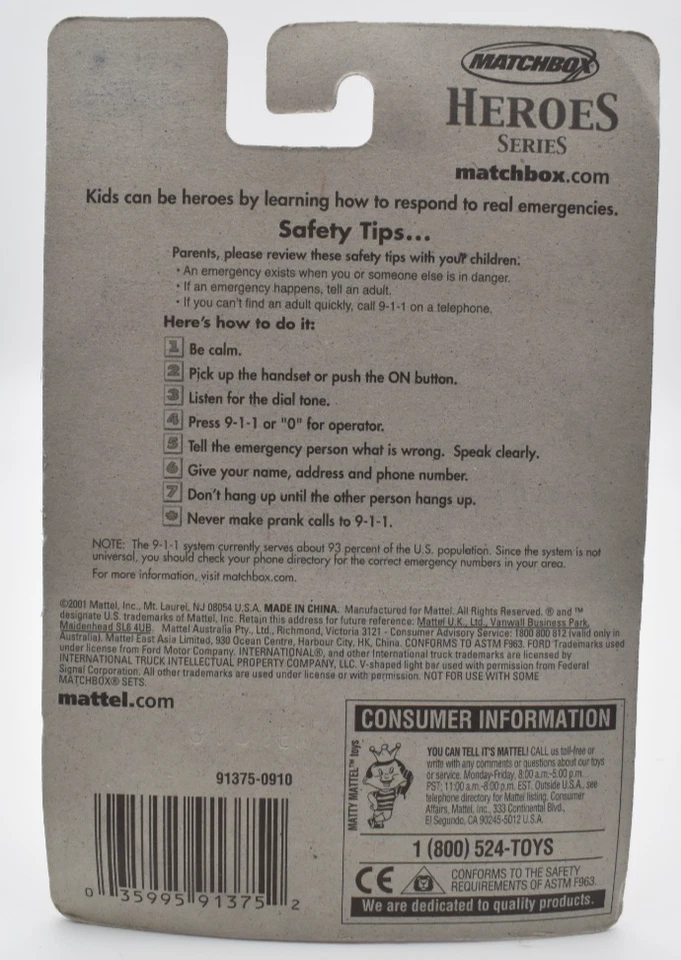 MATCHBOX
HEROES
SERIES
matchbox.com
Kids can be heroes by learning how to respond to real emergencies.
Safety Tips...
Parents, please review these safety tips with your children:
• An emergency exists when you or someone else is in danger.
• If an emergency happens, tell an adult.
• If you can't find an adult quickly, call 9-1-1 on a telephone.
Here's how to do it:
1 Be calm.
2 Pick up the handset or push the ON button.
3 Listen for the dial tone.
4 Press 9-1-1 or "0" for operator.
5 Tell the emergency person what is wrong. Speak clearly.
6 Give your name, address and phone number.
7 Don't hang up until the other person hangs up.
Never make prank calls to 9-1-1.
NOTE: The 9-1-1 system currently serves about 93 percent of the U.S. population. Since the system is not
universal, you should check your phone directory for the correct emergency numbers in your area.
For more information, visit matchbox.com.
©2001 Mattel, Inc., Mt. Laurel, NJ 08054 U.S.A. MADE IN CHINA. Manufactured for Mattel. All Rights Reserved. ® and ™
designate U.S. trademarks of Mattel, Inc. Retain this address for future reference: Mattel U.K., Ltd., Vanwall Business Park,
Maidenhead SL6 4UB. Mattel Australia Pty., Ltd., Richmond, Victoria 3121 - Consumer Advisory Service: 1800 800 812 (valid only in
Australia). Mattel East Asia Limited, 930 Ocean Centre, Harbour City, HK, China. CONFORMS TO ASTM F963. FORD Trademarks used
under license from Ford Motor Company. INTERNATIONAL®, and other International truck trademarks are licensed by
INTERNATIONAL TRUCK INTELLECTUAL PROPERTY COMPANY, LLC. V-shaped light bar used with permission from Federal
Signal Corporation. All other trademarks are used under license or with permission. NOT FOR USE WITH SOME
MATCHBOX® SETS.
mattel.com
91375-0910
0 35995 91375 2
CONSUMER INFORMATION
MATTY MATTEL™ toys
YOU CAN TELL IT'S MATTEL! CALL us toll-free or
write with any comments or questions about our toys
or service. Monday-Friday, 8:00 a.m.-5:00 p.m.
PST; 11:00 a.m.-8:00 p.m. EST. Outside U.S.A., see
telephone directory for Mattel listing. Consumer
Affairs, Mattel, Inc., 333 Continental Blvd.,
El Segundo, CA 90245-5012 U.S.A.
1 (800) 524-TOYS
CE
CONFORMS TO THE SAFETY
REQUIREMENTS OF ASTM F963.
We are dedicated to quality products.